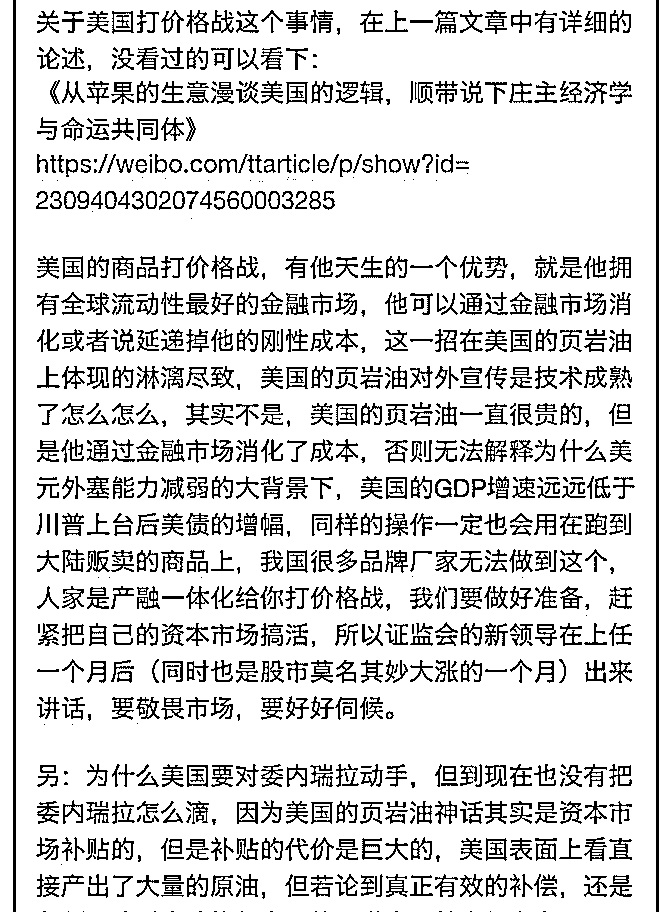 关于美国打价格战这个事情，在上一篇文章中有详细的
论述，没看过的可以看下：
《从苹果的生意漫谈美国的逻辑，顺带说下庄主经济学
与命运共同体》
https://weibo.com/ttarticle/p/show?id=
2309404302074560003285
美国的商品打价格战，有他天生的一个优势，就是他拥
有全球流动性最好的金融市场，他可以通过金融市场消
化或者说延递掉他的刚性成本，这一招在美国的页岩油
上体现的淋漓尽致，美国的页岩油对外宣传是技术成熟
了怎么怎么，其实不是，美国的页岩油一直很贵的，但
是他通过金融市场消化了成本，否则无法解释为什么美
元外塞能力减弱的大背景下，美国的GDP增速远远低于
川普上台后美债的增幅，同样的操作一定也会用在跑到
大陆贩卖的商品上，我国很多品牌厂家无法做到这个，
人家是产融一体化给你打价格战，我们要做好准备，赶
紧把自己的资本市场搞活，所以证监会的新领导在上任
一个月后（同时也是股市莫名其妙大涨的一个月）出来
讲话，要敬畏市场，要好好伺候。
另：为什么美国要对委内瑞拉动手，但到现在也没有把
委内瑞拉怎么滴，因为美国的页岩油神话其实是资本市
场补贴的，但是补贴的代价是巨大的，美国表面上看直
接产出了大量的原油，但若论到真正有效的补偿，还是